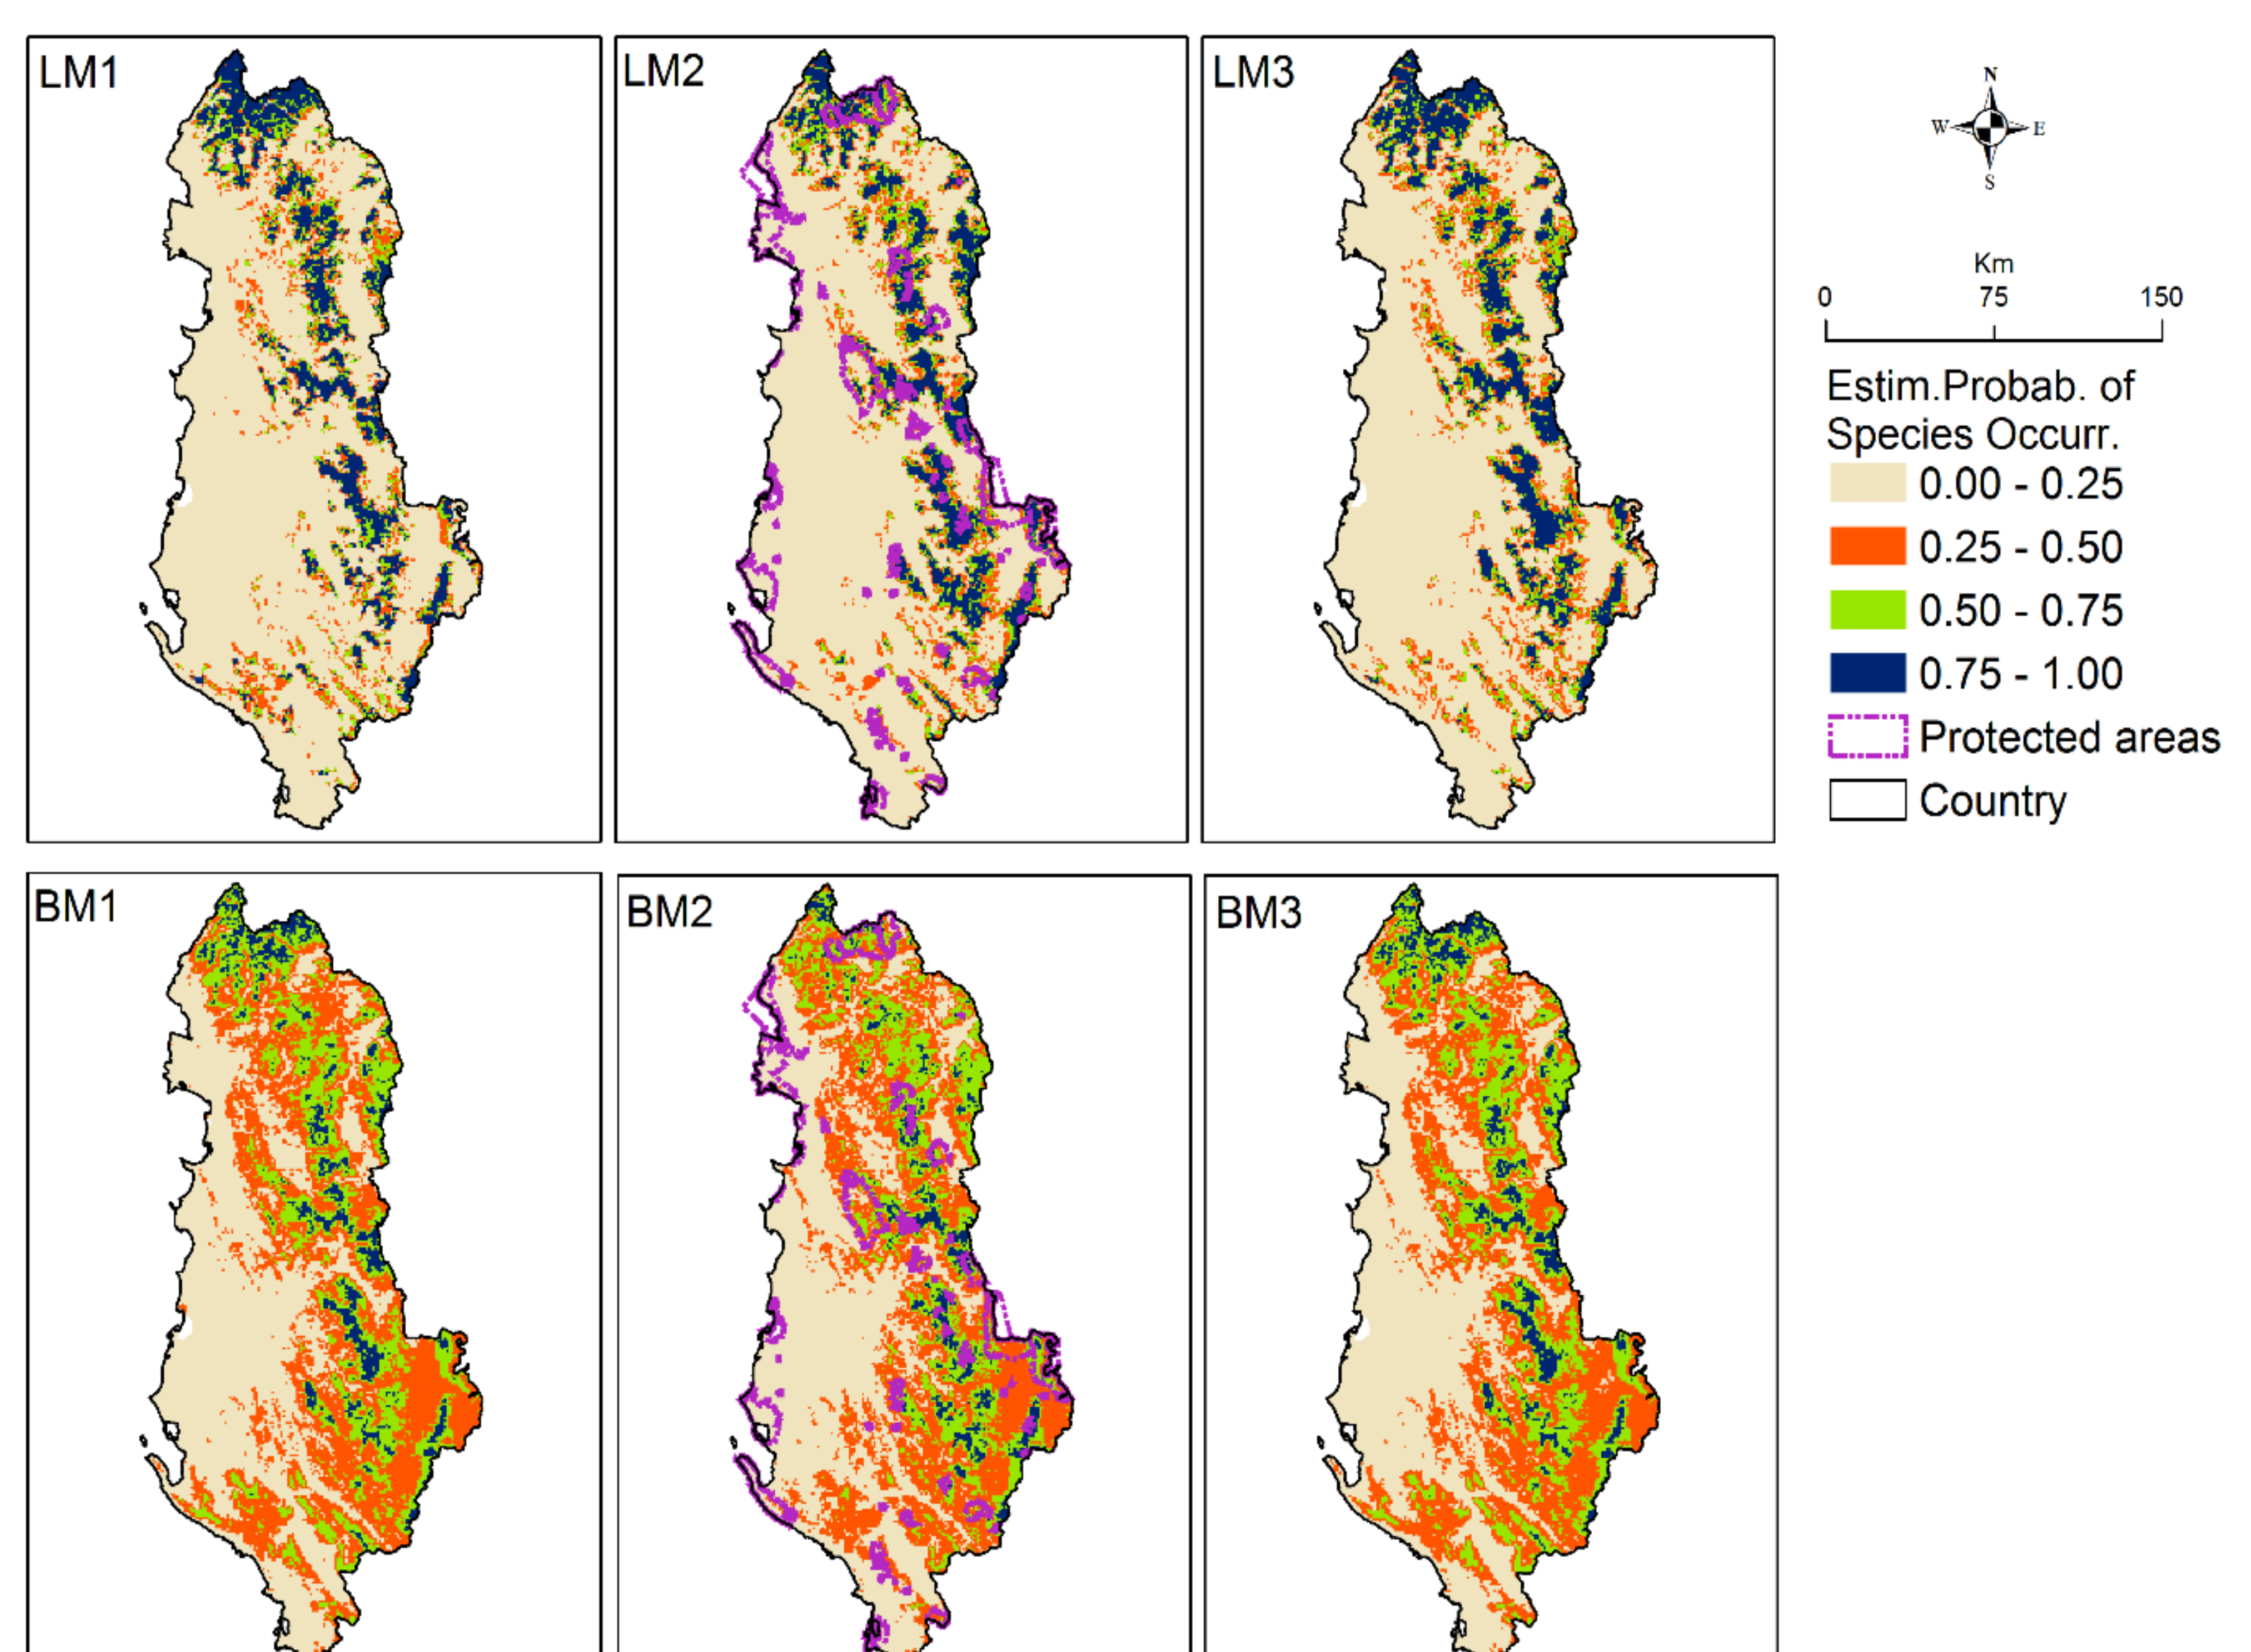 LM1
LM2
LM3
N
W E
S
Km
0 75 150
Estim.Probab. of
Species Occurr.
0.00 - 0.25
0.25 - 0.50
0.50 - 0.75
0.75 - 1.00
Protected areas
Country
BM1
BM2
BM3